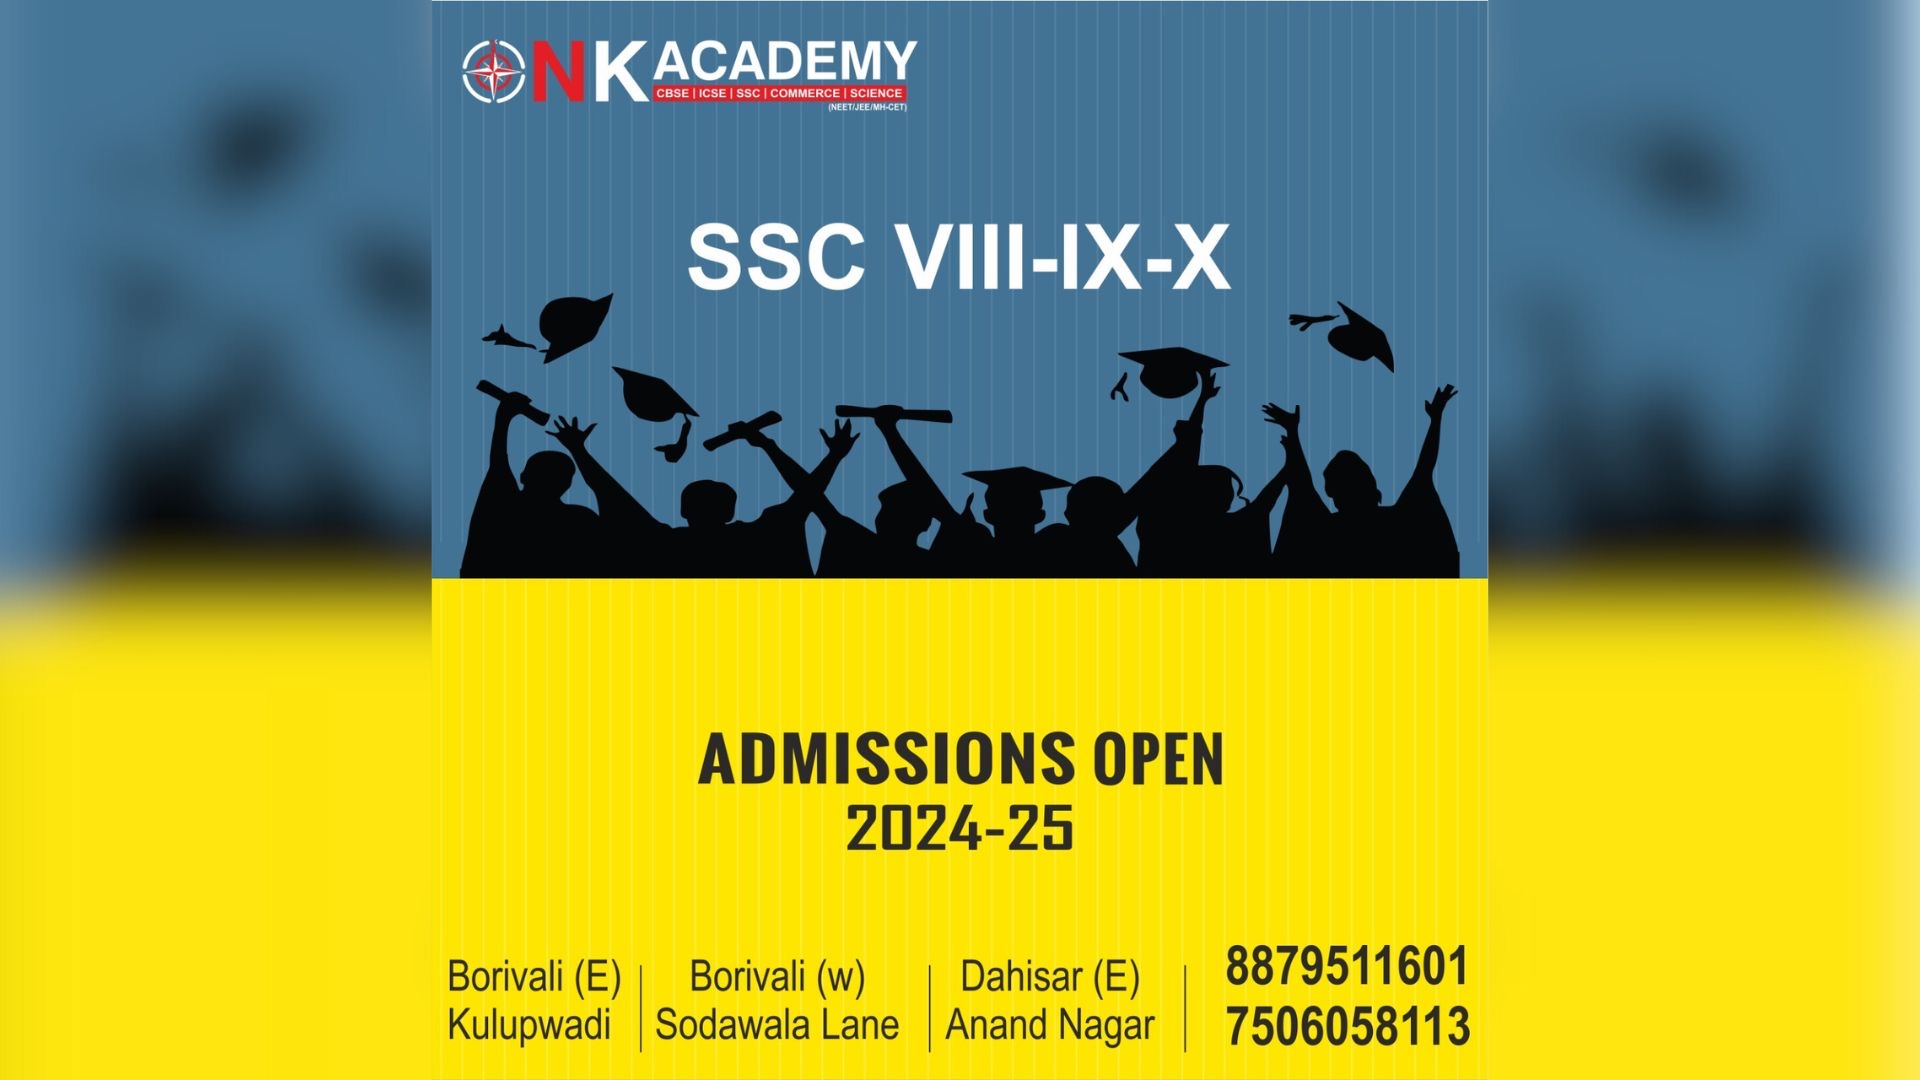 NK ACADEMY
CBSE | ICSE | SSC | COMMERCE | SCIENCE
(NEET/JEE/MH-CET)
SSC VIII-IX-X
ADMISSIONS OPEN
2024-25
Borivali (E)
Kulupwadi
Borivali (w)
Sodawala Lane
Dahisar (E)
Anand Nagar
8879511601
7506058113